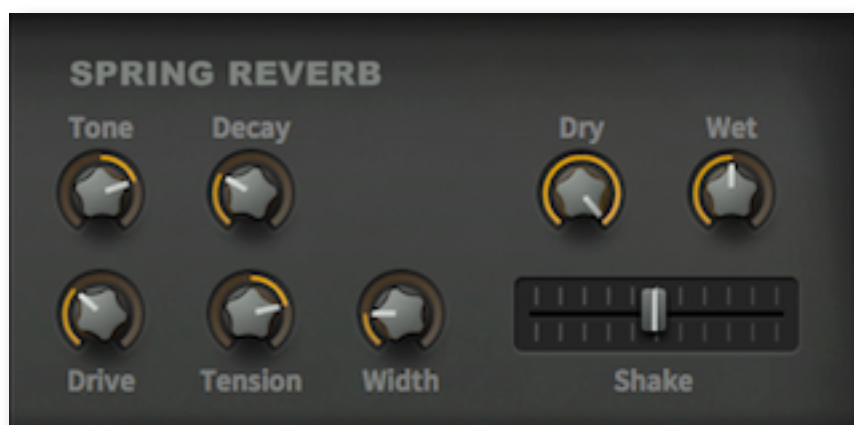 SPRING REVERB
Tone Decay Dry Wet
Drive Tension Width Shake